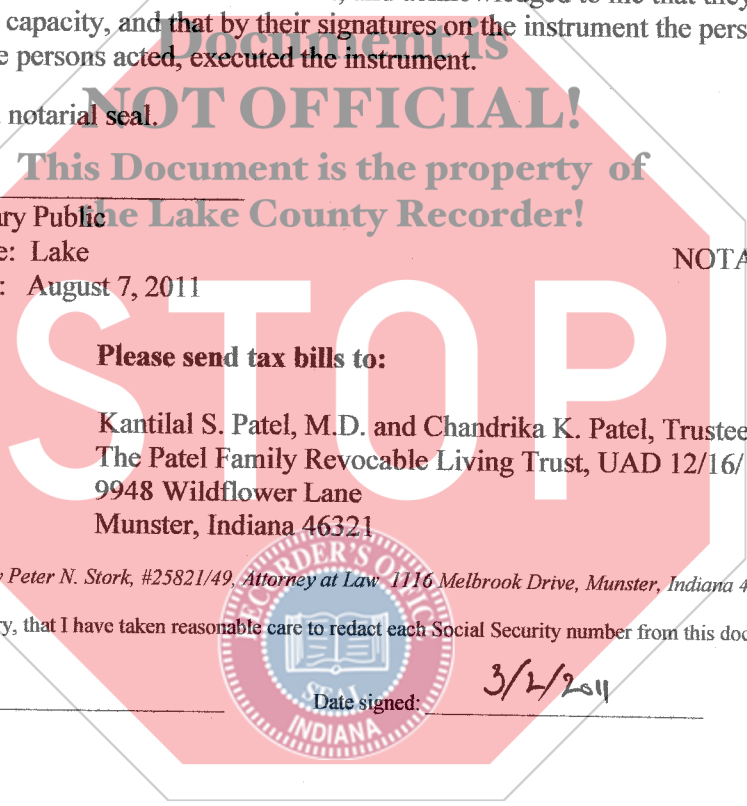 capacity, and that by their signatures on the instrument the pers
e persons acted, executed the instrument.
Document is
notarial seal.
NOT OFFICIAL!
This Document is the property of
the Lake County Recorder!
ary Public
e: Lake
NOTA
: August 7, 2011
STOP
Please send tax bills to:
Kantilal S. Patel, M.D. and Chandrika K. Patel, Trustee
The Patel Family Revocable Living Trust, UAD 12/16/
9948 Wildflower Lane
Munster, Indiana 46321
y Peter N. Stork, #25821/49, Attorney at Law 1116 Melbrook Drive, Munster, Indiana 4
ry, that I have taken reasonable care to redact each Social Security number from this doc
Date signed: 3/2/2011
RECORDER'S OFFICE
SEAL
INDIANA